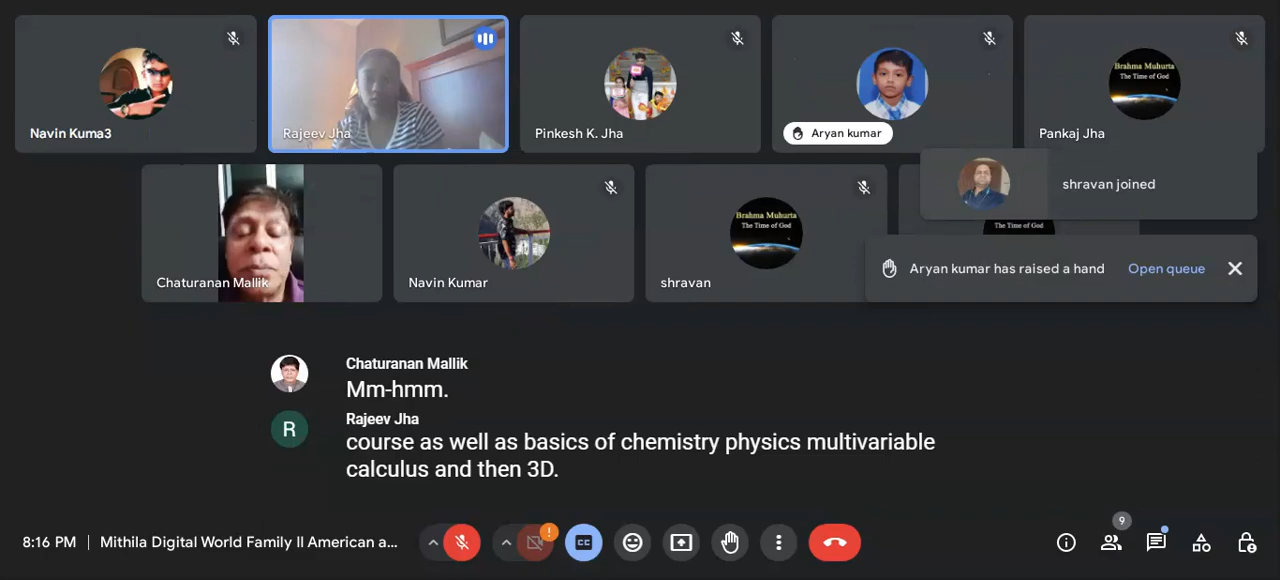 Navin Kuma3
Rajeev Jha
Pinkesh K. Jha
Aryan kumar
Brahma Muhurta
The Time of God
Pankaj Jha
Chaturanan Mallik
Navin Kumar
Brahma Muhurta
The Time of God
shravan
shravan joined
The Time of God
Aryan kumar has raised a hand
Open queue
Chaturanan Mallik
Mm-hmm.
R
Rajeev Jha
course as well as basics of chemistry physics multivariable
calculus and then 3D.
8:16 PM
Mithila Digital World Family II American a...
CC
9